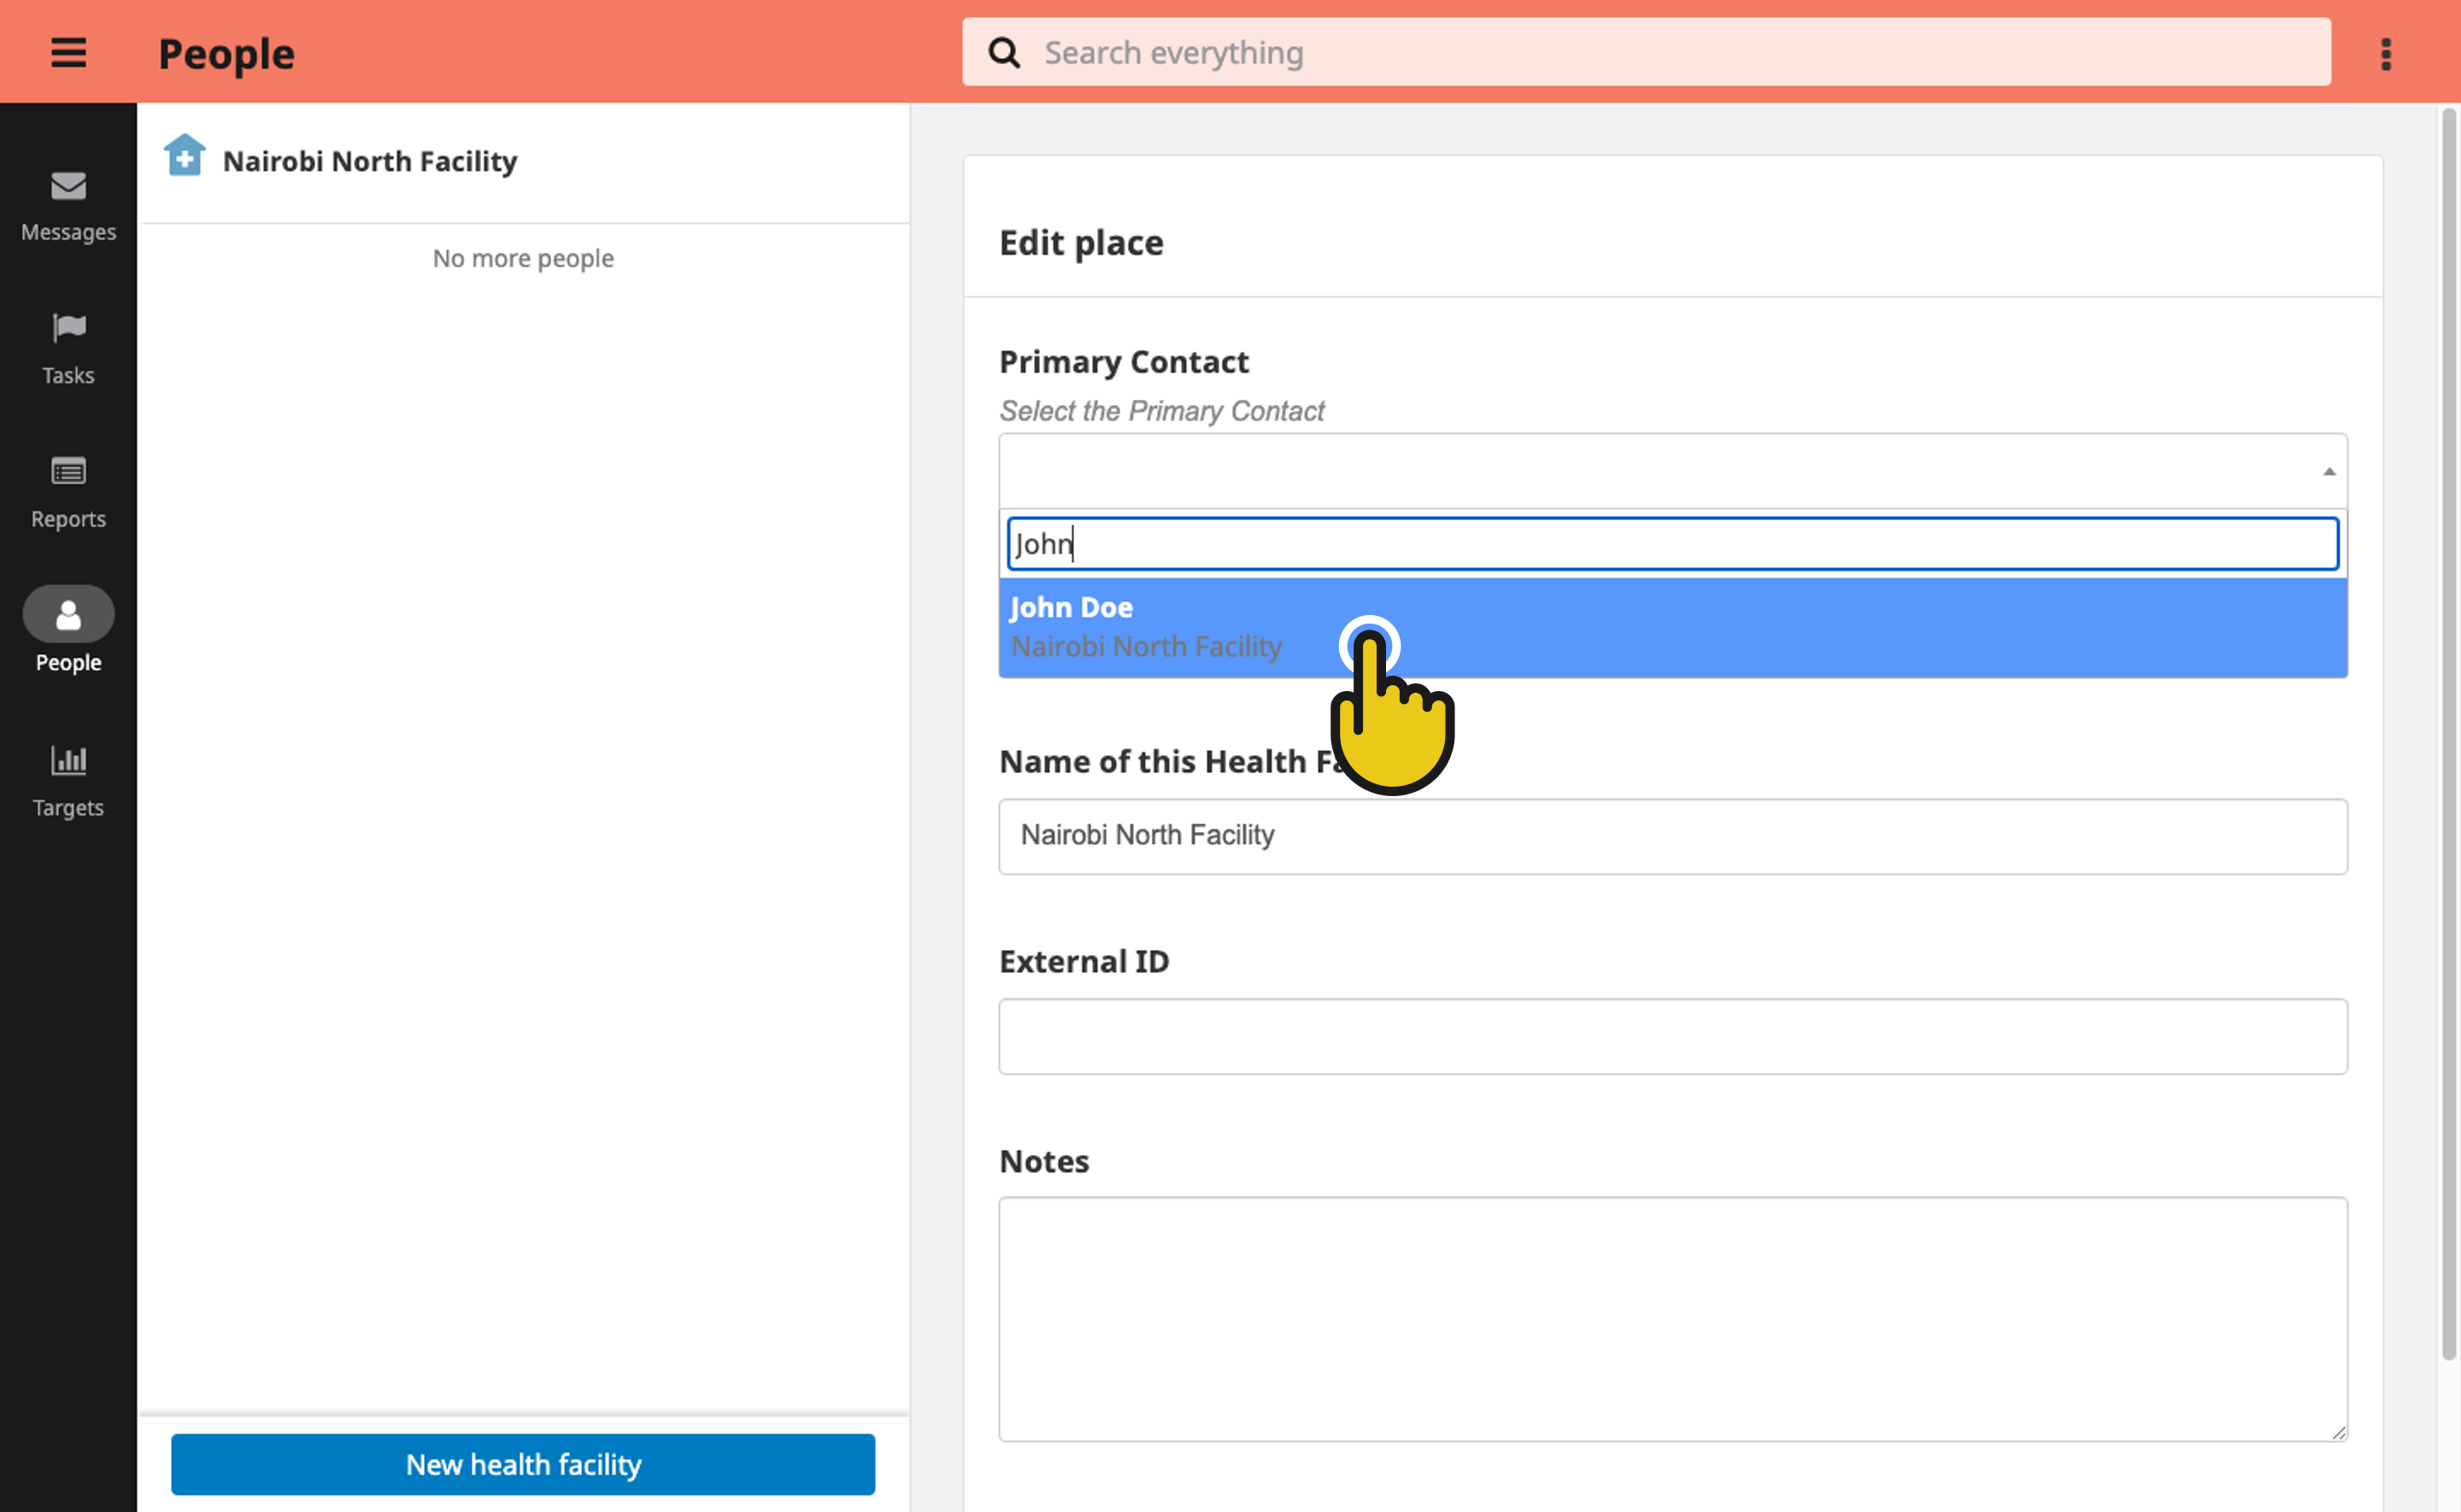 People
Search everything
Messages
Tasks
Reports
People
Targets
Nairobi North Facility
No more people
New health facility
Edit place
Primary Contact
Select the Primary Contact
John
John Doe
Nairobi North Facility
Name of this Health
Nairobi North Facility
External ID
Notes